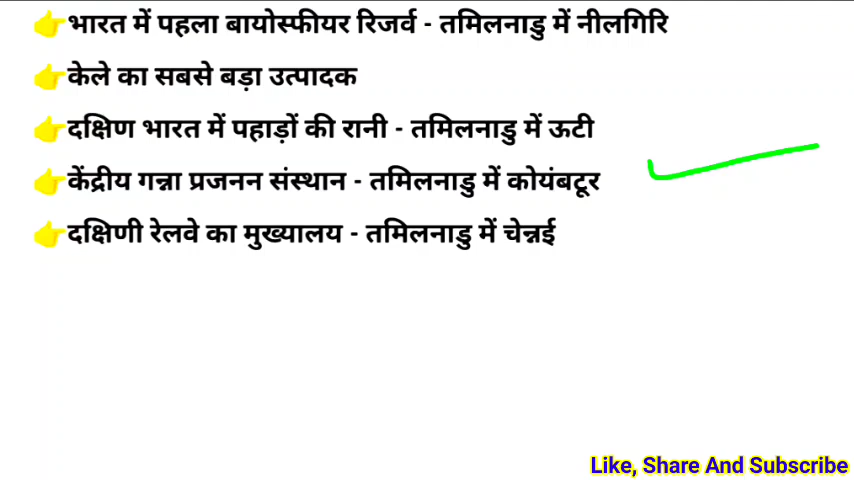 👉भारत में पहला बायोस्फीयर रिजर्व - तमिलनाडु में नीलगिरि
👉केले का सबसे बड़ा उत्पादक
👉दक्षिण भारत में पहाड़ों की रानी - तमिलनाडु में ऊटी
👉केंद्रीय गन्ना प्रजनन संस्थान - तमिलनाडु में कोयंबटूर
👉दक्षिणी रेलवे का मुख्यालय - तमिलनाडु में चेन्नई
Like, Share And Subscribe